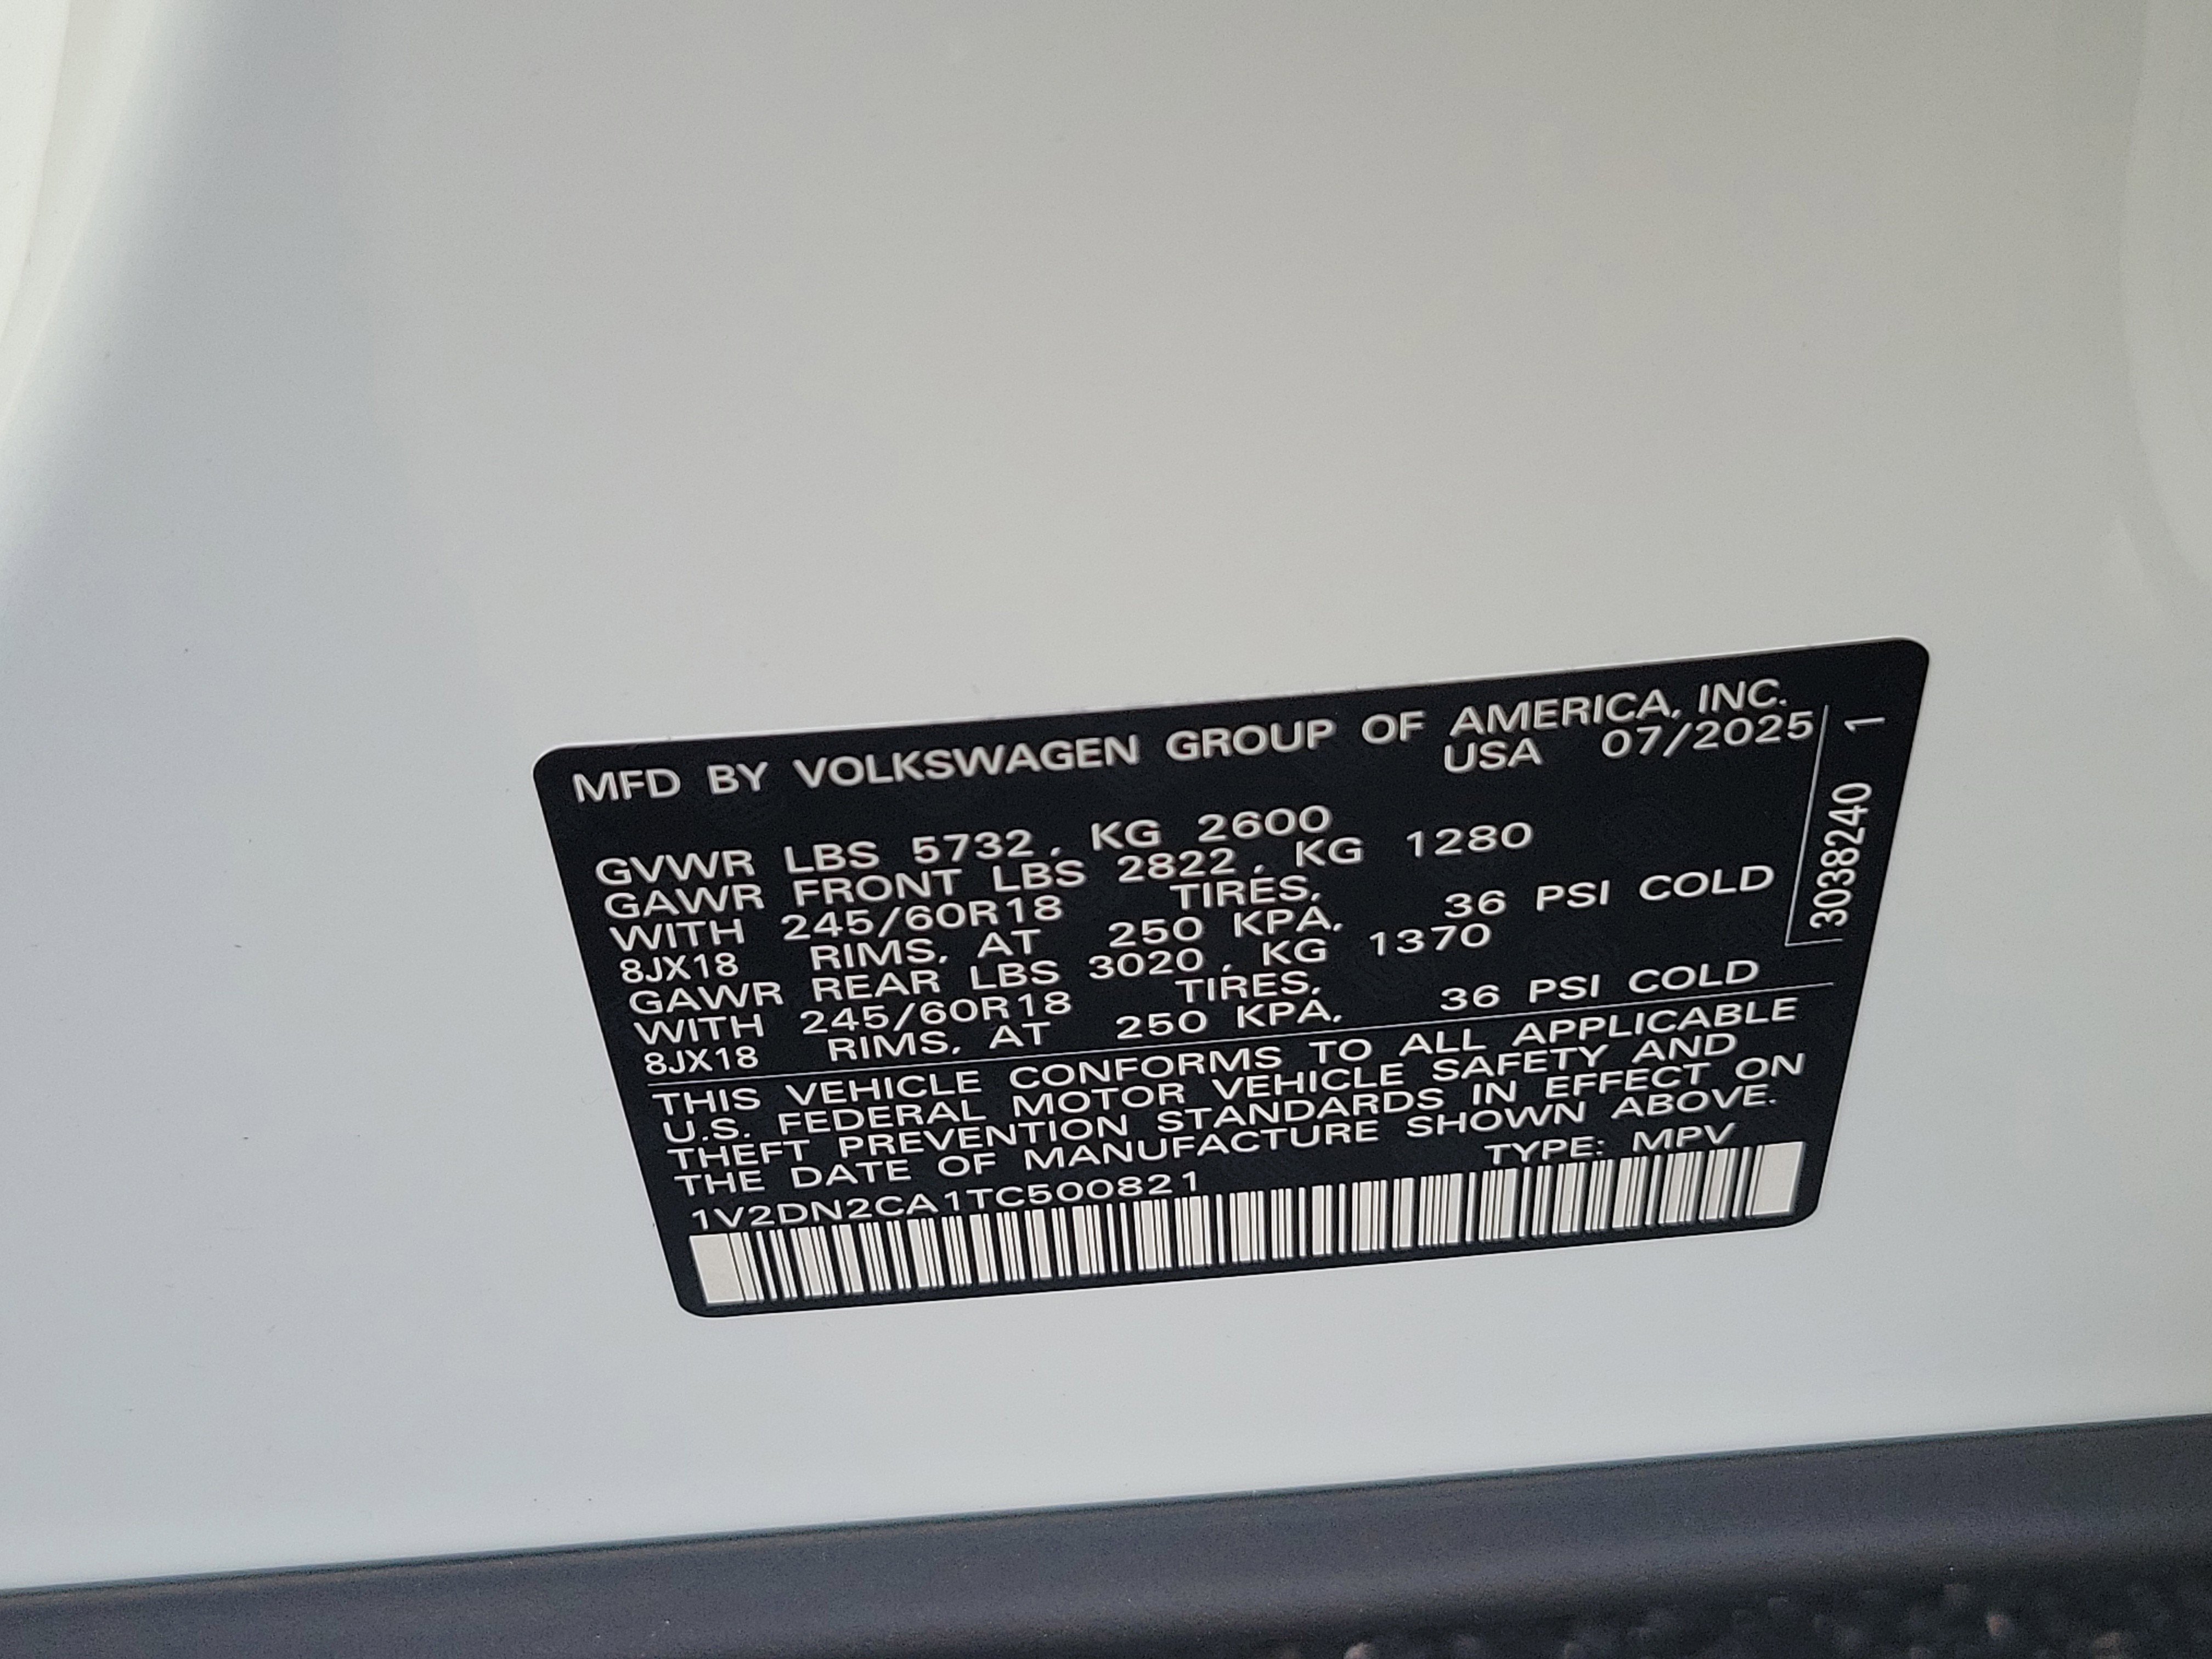 MFD BY VOLKSWAGEN GROUP OF AMERICA, INC.
USA 07/2025
GVWR LBS 5732, KG 2600
GAWR FRONT LBS 2822, KG 1280
WITH 245/60R18 TIRES,
8JX18 RIMS, AT 250 KPA, 36 PSI COLD
GAWR REAR LBS 3020, KG 1370
WITH 245/60R18 TIRES,
8JX18 RIMS, AT 250 KPA, 36 PSI COLD
THIS VEHICLE CONFORMS TO ALL APPLICABLE
U.S. FEDERAL MOTOR VEHICLE SAFETY AND
THEFT PREVENTION STANDARDS IN EFFECT ON
THE DATE OF MANUFACTURE SHOWN ABOVE.
1V2DN2CA1TC500821 TYPE: MPV
3038240 1